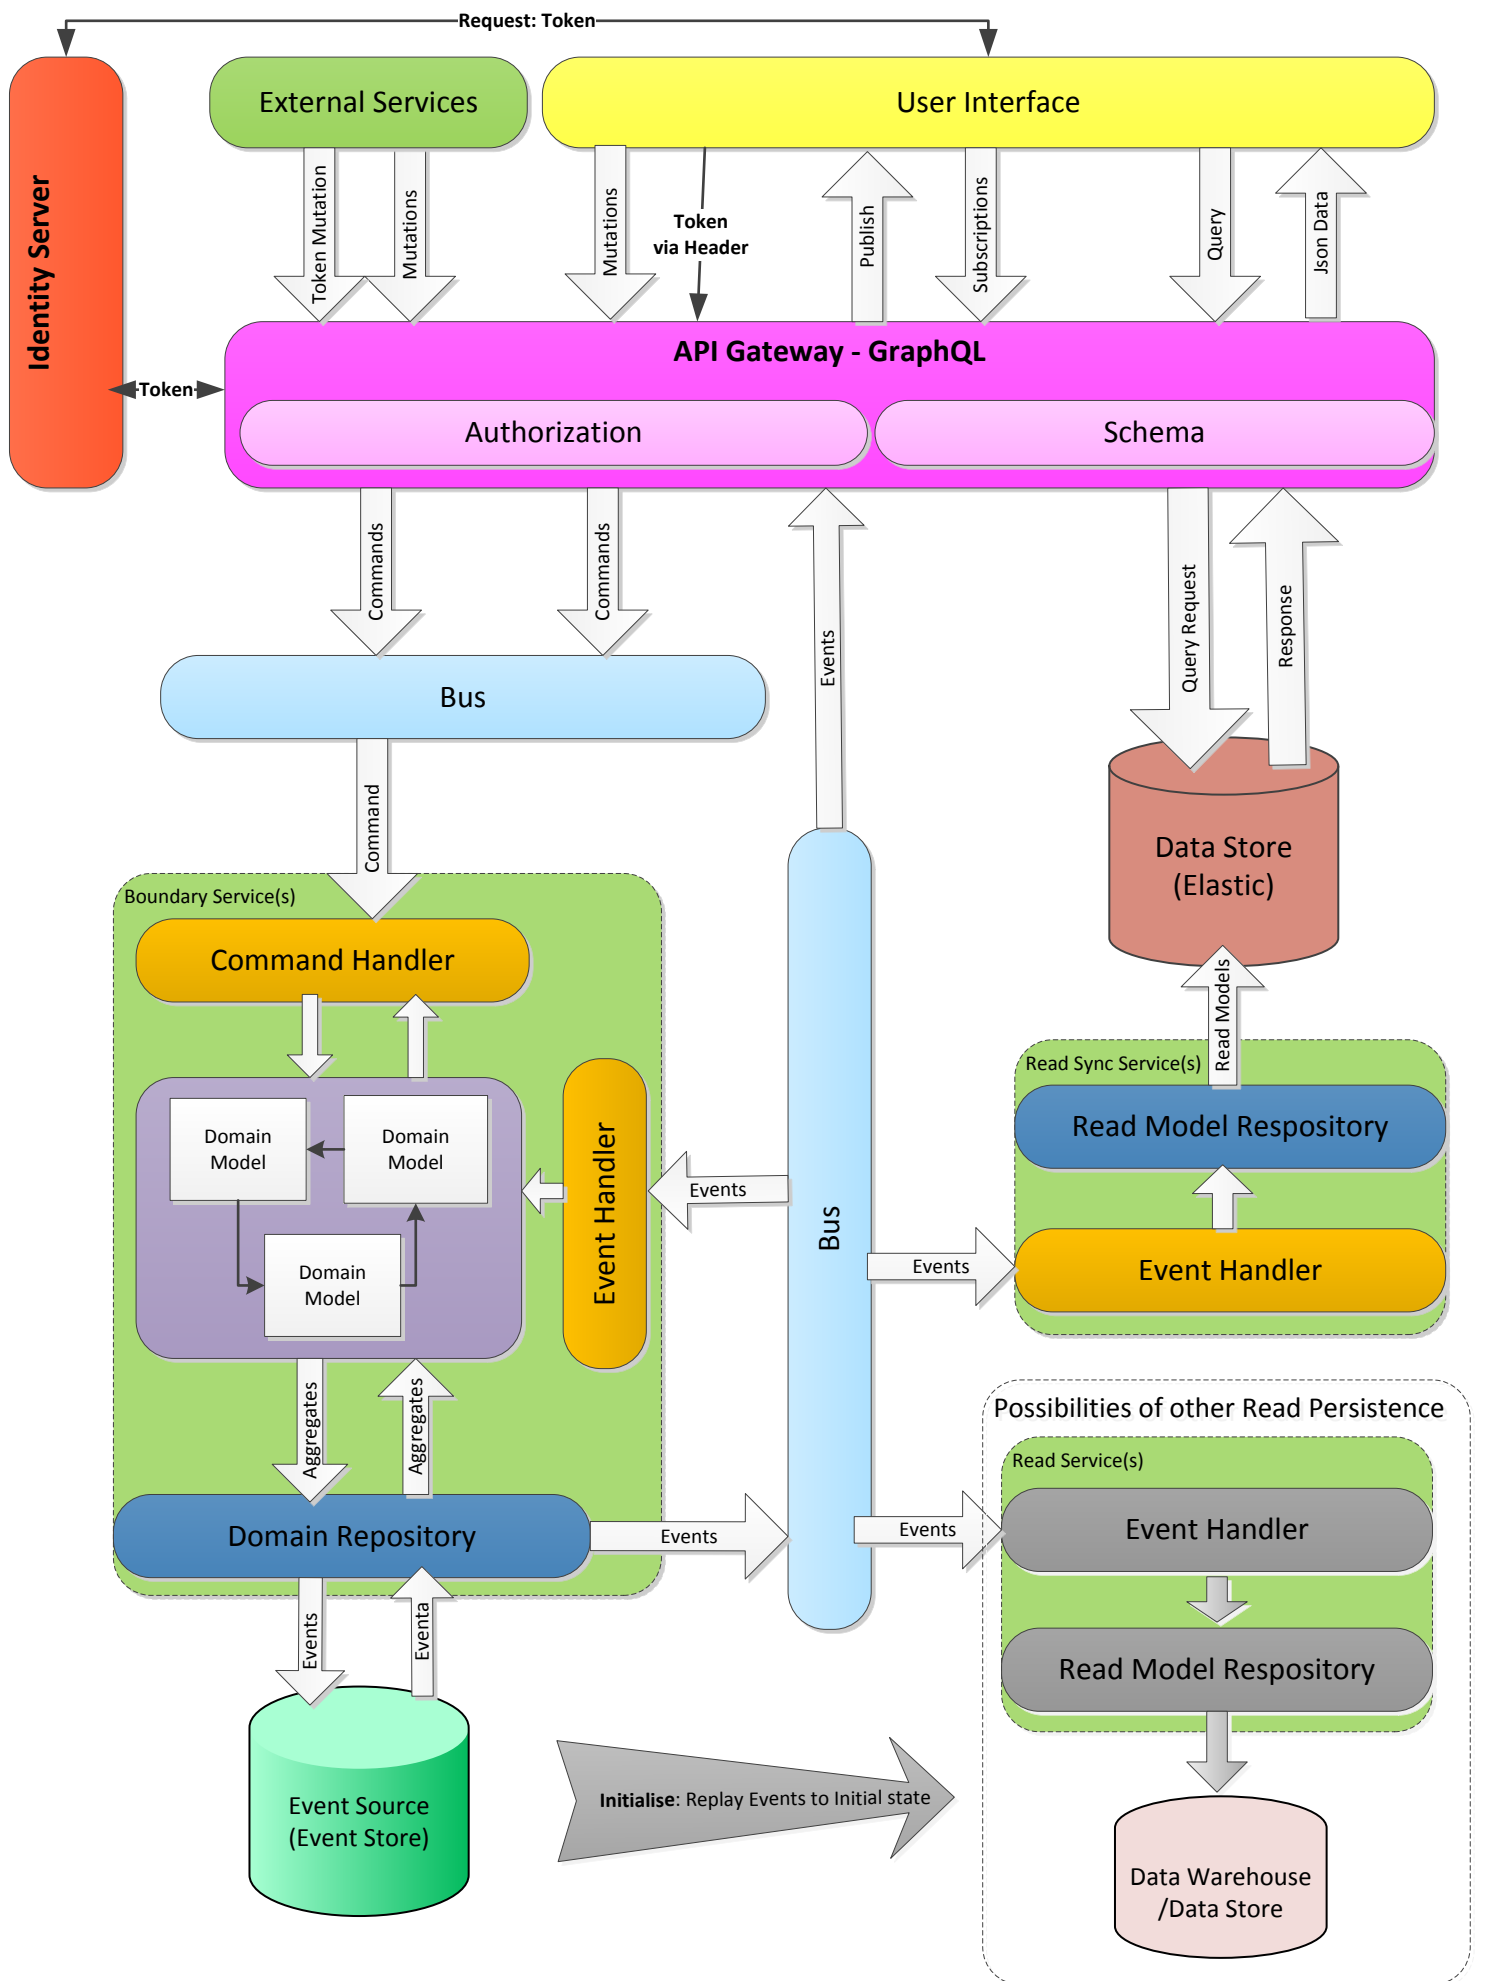 Request: Token
External Services
User Interface
Identity Server
Token Mutation
Mutations
Mutations
Token
via Header
Publish
Subscriptions
Query
Json Data
API Gateway - GraphQL
Token
Authorization
Schema
Commands
Commands
Events
Query Request
Response
Bus
Command
Data Store
(Elastic)
Boundary Service(s)
Command Handler
Read Models
Read Sync Service(s)
Read Model Respository
Domain
Model
Domain
Model
Domain
Model
Event Handler
Events
Bus
Events
Event Handler
Aggregates
Aggregates
Possibilities of other Read Persistence
Read Service(s)
Domain Repository
Events
Events
Event Handler
Events
Eventa
Read Model Respository
Event Source
(Event Store)
Initialise: Replay Events to Initial state
Data Warehouse
/Data Store